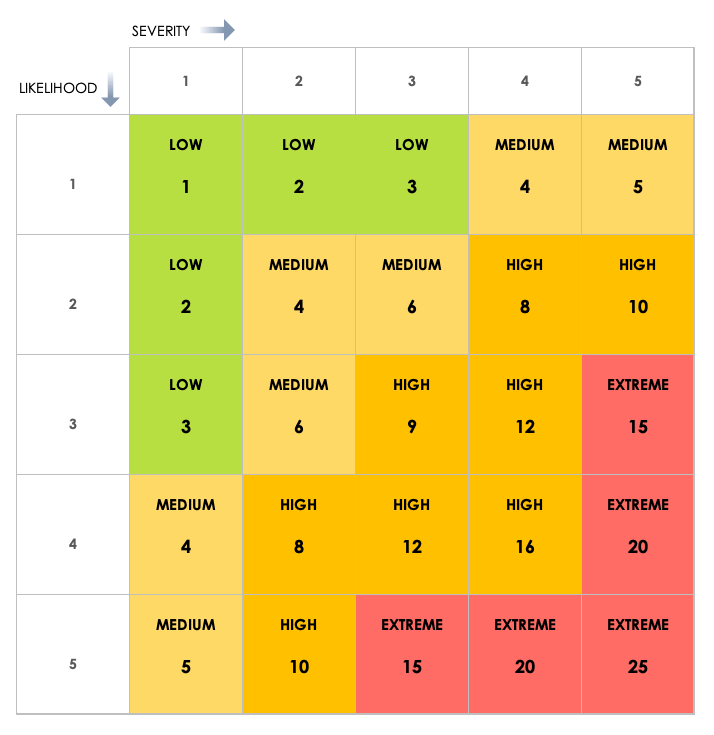 SEVERITY
LIKELIHOOD
1 2 3 4 5
LOW LOW LOW MEDIUM MEDIUM
1 1 2 3 4 5
LOW MEDIUM MEDIUM HIGH HIGH
2 2 4 6 8 10
LOW MEDIUM HIGH HIGH EXTREME
3 3 6 9 12 15
MEDIUM HIGH HIGH HIGH EXTREME
4 4 8 12 16 20
MEDIUM HIGH EXTREME EXTREME EXTREME
5 5 10 15 20 25